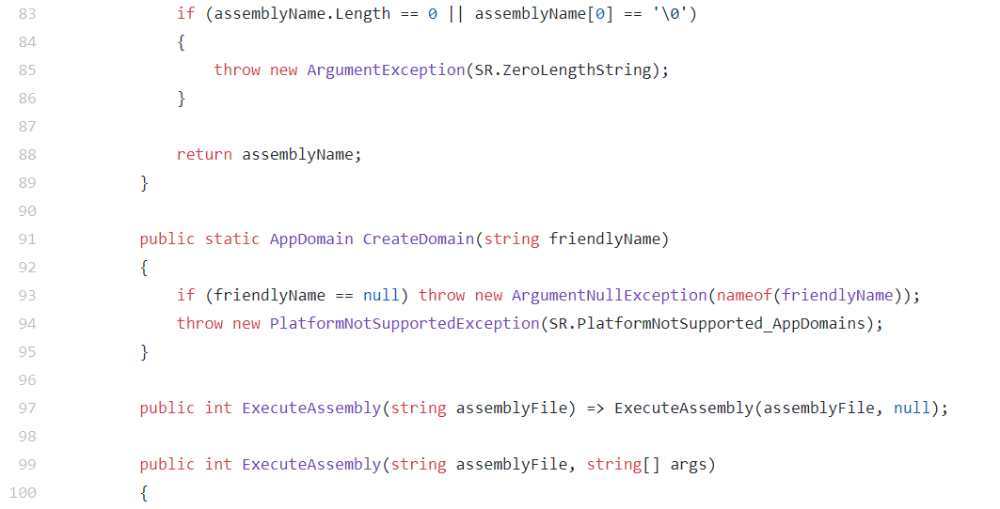 83 if (assemblyName.Length == 0 || assemblyName[0] == '\0')
84 {
85 throw new ArgumentException(SR.ZeroLengthString);
86 }
87
88 return assemblyName;
89 }
90
91 public static AppDomain CreateDomain(string friendlyName)
92 {
93 if (friendlyName == null) throw new ArgumentNullException(nameof(friendlyName));
94 throw new PlatformNotSupportedException(SR.PlatformNotSupported_AppDomains);
95 }
96
97 public int ExecuteAssembly(string assemblyFile) => ExecuteAssembly(assemblyFile, null);
98
99 public int ExecuteAssembly(string assemblyFile, string[] args)
100 {